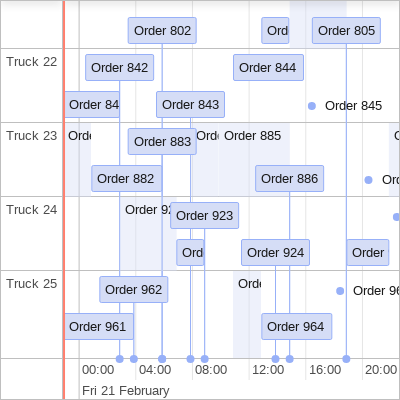 Order 802
Ord
Order 805
Truck 22
Order 842
Order 844
Order 84
Order 843
Order 845
Truck 23
Orde
Order 883
Ord
Order 885
Order 882
Order 886
Ord
Truck 24
Order 92
Order 923
Ord
Order 924
Order
Truck 25
Order 962
Orde
Order 96
Order 961
Order 964
00:00 04:00 08:00 12:00 16:00 20:00
Fri 21 February